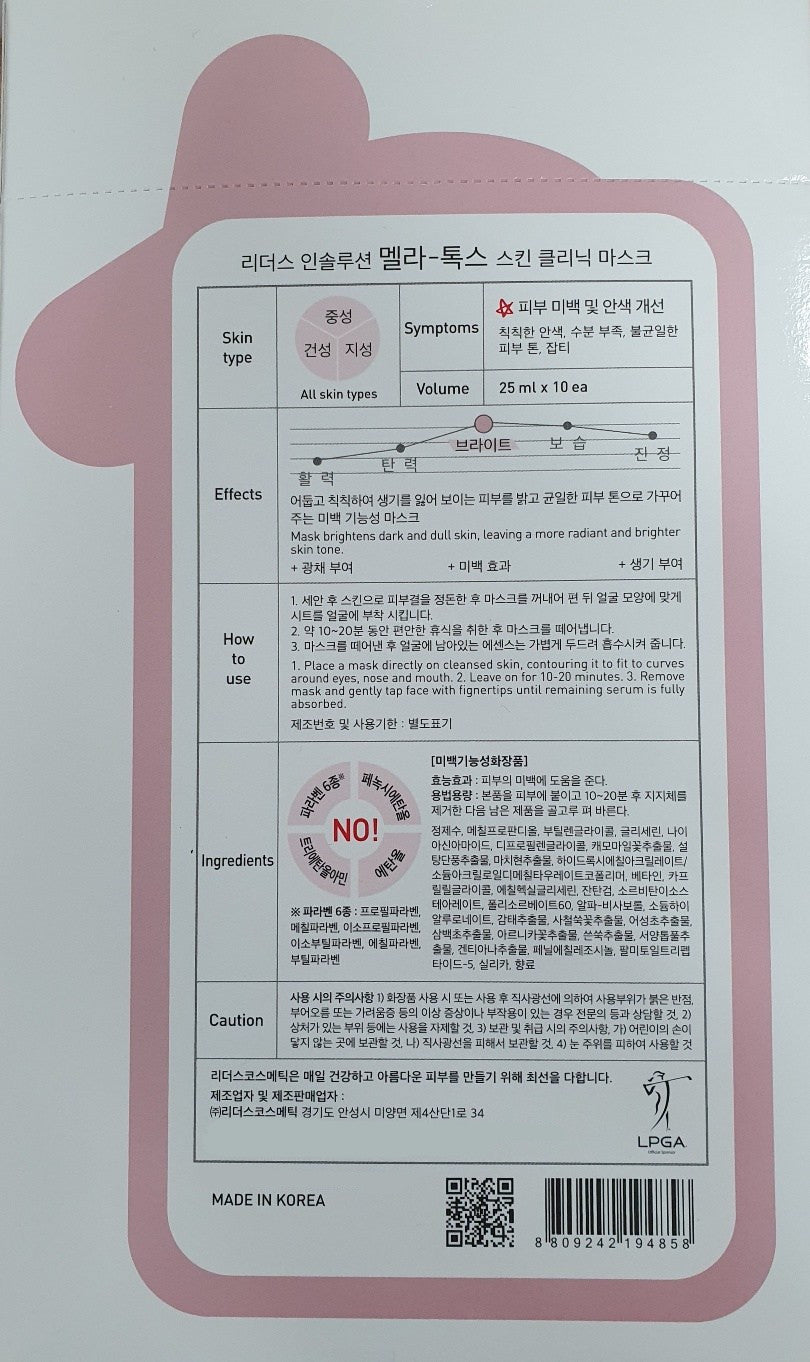 리더스 인솔루션 멜라-톡스 스킨 클리닉 마스크
Skin
type
중성
건성 지성
All skin types
Symptoms
피부 미백 및 안색 개선
칙칙한 안색, 수분 부족, 불균일한
피부 톤, 잡티
Volume
25 ml x 10 ea
Effects
활 력
탄 력
브라이트
보 습
진 정
어둡고 칙칙하여 생기를 잃어 보이는 피부를 밝고 균일한 피부 톤으로 가꾸어
주는 미백 기능성 마스크
Mask brightens dark and dull skin, leaving a more radiant and brighter
skin tone.
+ 광채 부여 + 미백 효과 + 생기 부여
How
to
use
1. 세안 후 스킨으로 피부결을 정돈한 후 마스크를 꺼내어 편 뒤 얼굴 모양에 맞게
시트를 얼굴에 부착 시킵니다.
2. 약 10~20분 동안 편안한 휴식을 취한 후 마스크를 떼어냅니다.
3. 마스크를 떼어낸 후 얼굴에 남아있는 에센스는 가볍게 두드려 흡수시켜 줍니다.
1. Place a mask directly on cleansed skin, contouring it to fit to curves
around eyes, nose and mouth. 2. Leave on for 10-20 minutes. 3. Remove
mask and gently tap face with fignertips until remaining serum is fully
absorbed.
제조번호 및 사용기한 : 별도표기
Ingredients
파라벤 6종※
페녹시에탄올
NO!
트리에탄올아민
에탄올
※ 파라벤 6종 : 프로필파라벤,
메칠파라벤, 이소프로필파라벤,
이소부틸파라벤, 에칠파라벤,
부틸파라벤
[미백기능성화장품]
효능효과 : 피부의 미백에 도움을 준다.
용법용량 : 본품을 피부에 붙이고 10~20분 후 지지체를
제거한 다음 남은 제품을 골고루 펴 바른다.
정제수, 메칠프로판디올, 부틸렌글라이콜, 글리세린, 나이
아신아마이드, 디프로필렌글라이콜, 캐모마일꽃추출물, 설
탕단풍추출물, 마치현추출물, 하이드록시에칠아크릴레이트/
소듐아크릴로일디메칠타우레이트코폴리머, 베타인, 카프
릴릴글라이콜, 에칠헥실글리세린, 잔탄검, 소르비탄이소스
테아레이트, 폴리소르베이트60, 알파-비사보롤, 소듐하이
알루로네이트, 감태추출물, 사철쑥꽃추출물, 어성초추출물,
삼백초추출물, 아르니카꽃추출물, 쓴쑥추출물, 서양톱풀추
출물, 겐티아나추출물, 페닐에칠레조시놀, 팔미토일트리펩
타이드-5, 실리카, 향료
Caution
사용 시의 주의사항 1) 화장품 사용 시 또는 사용 후 직사광선에 의하여 사용부위가 붉은 반점,
부어오름 또는 가려움증 등의 이상 증상이나 부작용이 있는 경우 전문의 등과 상담할 것, 2)
상처가 있는 부위 등에는 사용을 자제할 것, 3) 보관 및 취급 시의 주의사항, 가) 어린이의 손이
닿지 않는 곳에 보관할 것, 나) 직사광선을 피해서 보관할 것, 4) 눈 주위를 피하여 사용할 것
리더스코스메틱은 매일 건강하고 아름다운 피부를 만들기 위해 최선을 다합니다.
제조업자 및 제조판매업자 :
㈜리더스코스메틱 경기도 안성시 미양면 제4산단1로 34
LPGA
Official Sponsor
MADE IN KOREA
8 809242 194858